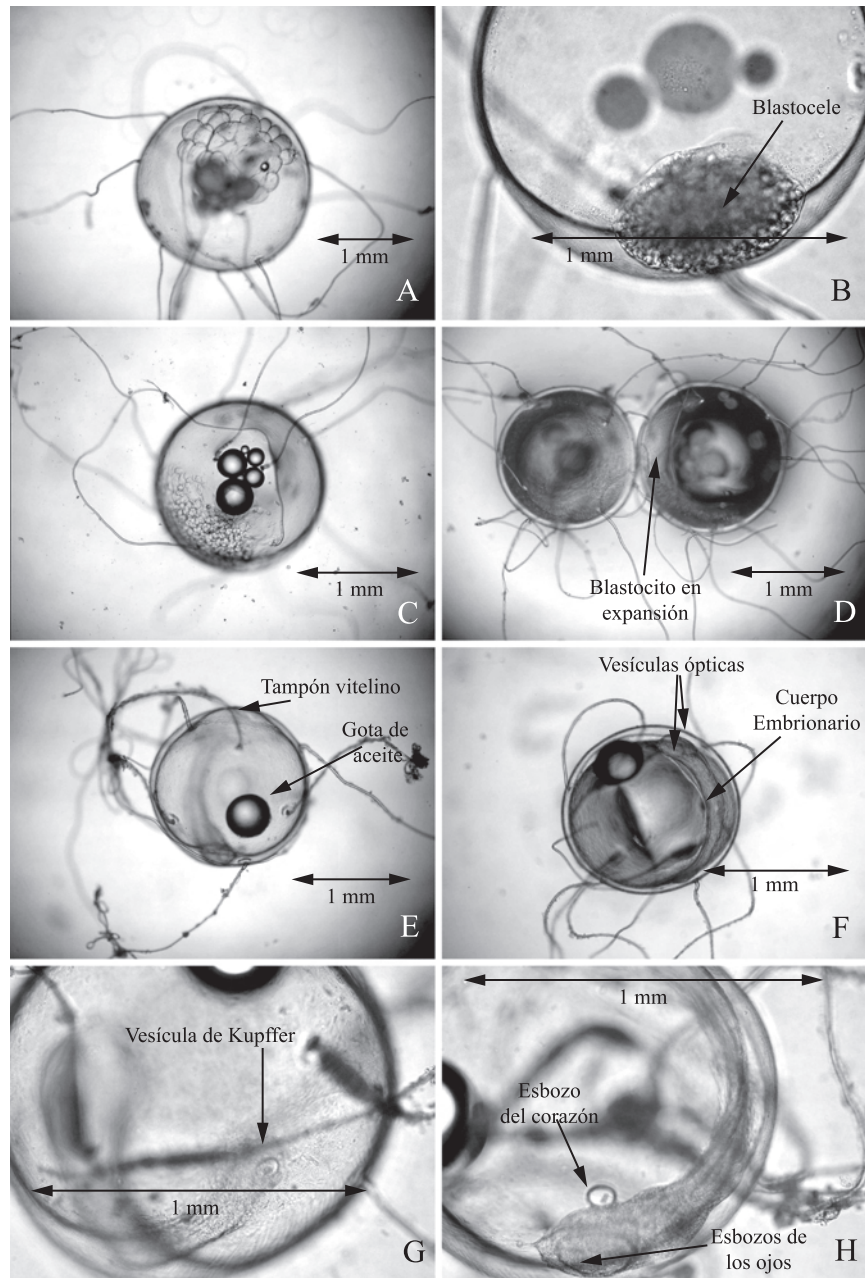 1 mm
A
Blastocele
1 mm
B
1 mm
C
Blastocito en
expansión
1 mm
D
Tampón vitelino
Gota de
aceite
1 mm
E
Vesículas ópticas
Cuerpo
Embrionario
1 mm
F
Vesícula de Kupffer
1 mm
G
1 mm
Esbozo
del corazón
Esbozos de
los ojos
H